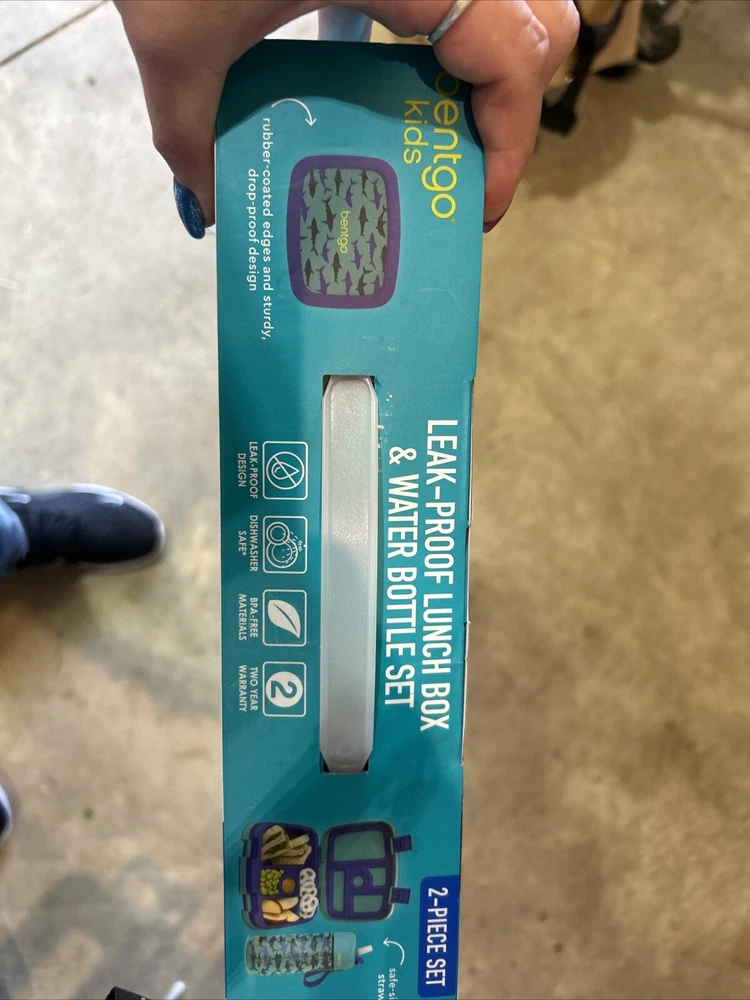 bentgo
kids
bentgo
rubber-coated edges and sturdy,
drop-proof design
LEAK-PROOF LUNCH BOX
& WATER BOTTLE SET
LEAK-PROOF
DESIGN
DISHWASHER
SAFE*
BPA-FREE
MATERIALS
2
TWO YEAR
WARRANTY
2-PIECE SET